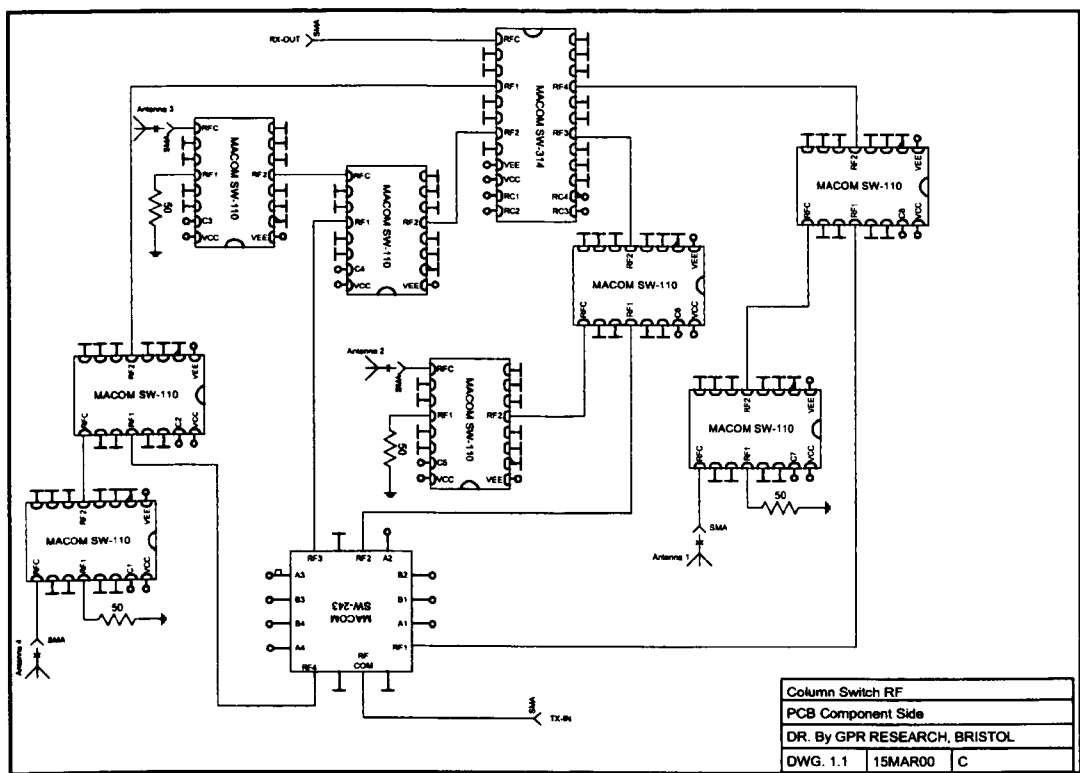 RX-OUT
SMA
RFC
RF1
RF2
VEE
VCC
RC1
RC2
RF4
RF3
RC4
RC3
MACOM SW-314
Antenna 3
SMA
RFC
RF1
C3
VCC
RF2
VEE
MACOM SW-110
50
RFC
RF1
C4
VCC
RF2
VEE
MACOM SW-110
RF2
VEE
MACOM SW-110
RFC
RF1
C8
VCC
RF2
VEE
MACOM SW-110
RFC
RF1
C6
VCC
Antenna 2
SMA
RFC
RF1
C5
VCC
RF2
VEE
MACOM SW-110
50
RF2
VEE
MACOM SW-110
RFC
RF1
C2
VCC
RF2
VEE
MACOM SW-110
RFC
RF1
C7
VCC
50
SMA
Antenna 1
RF2
VEE
MACOM SW-110
RFC
RF1
C1
VCC
50
SMA
Antenna 4
RF3
RF2
A2
A3
B3
B4
A4
RF4
B2
B1
A1
RF1
MACOM
SW-243
RF
COM
SMA
TX-IN
Column Switch RF
PCB Component Side
DR. By GPR RESEARCH, BRISTOL
DWG. 1.1
15MAR00
C